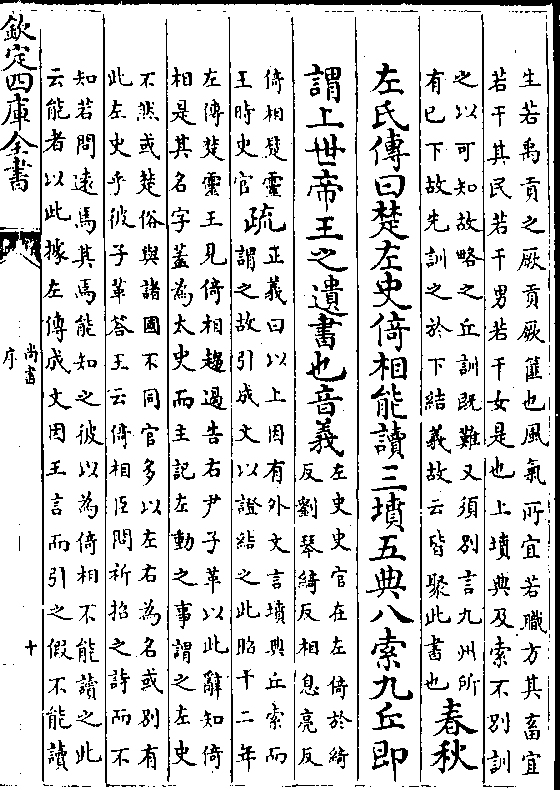 生若禹貢之厥貢厥篚也風氣所宜若職方其畜宜
若干其民若干男若干女是也上墳典及索不別訓
之以可知故略之丘訓既難又須別言九州所
有已下故先訓之於下結義故云皆聚此書也
春秋
左氏傳曰楚左史倚相能讀三墳五典八索九丘即
謂上世帝王之遺書也音義
左史史官在左倚於綺
反劉琴綺反相息亮反
倚相楚靈
王時史官
疏
正義曰以上因有外文言墳典丘索而
謂之故引成文以證結之此昭十二年
左傳楚靈王見倚相趨過告右尹子革以此辭知倚
相是其名字蓋為太史而主記左動之事謂之左史
不然或楚俗與諸國不同官多以左右為名或別有
此左史乎彼子革答王云倚相臣問祈招之詩而不
知若問遠焉其焉能知之彼以為倚相不能讀之此
云能者以此據左傳成文因王言而引之假不能讀
欽定四庫全書
尚書
序
十